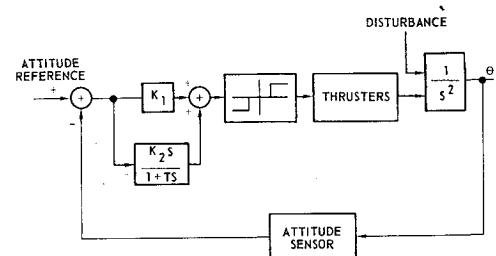 DISTURBANCE
ATTITUDE
REFERENCE
θ
+
-
+
K1
+
+
THRUSTERS
1
S2
K2S
1+TS
ATTITUDE
SENSOR